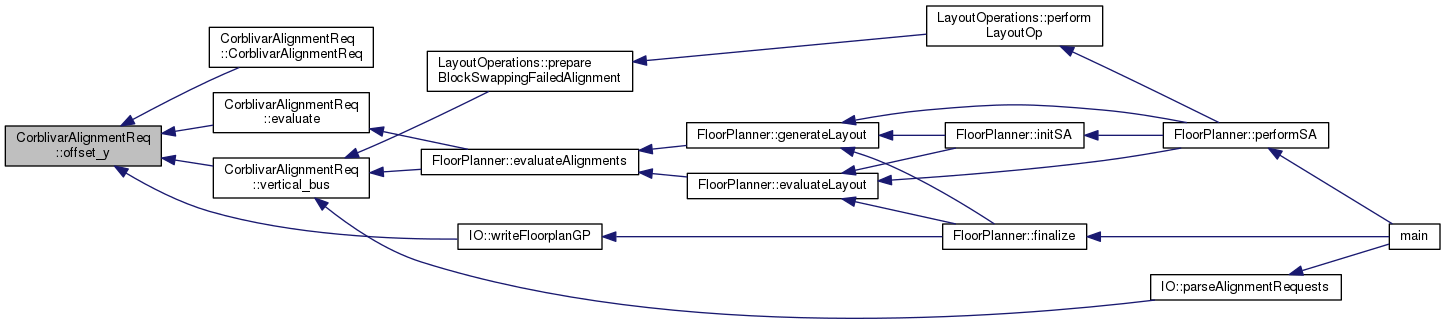 CorblivarAlignmentReq
::offset_y
CorblivarAlignmentReq
::CorblivarAlignmentReq
CorblivarAlignmentReq
::evaluate
CorblivarAlignmentReq
::vertical_bus
IO::writeFloorplanGP
LayoutOperations::prepare
BlockSwappingFailedAlignment
FloorPlanner::evaluateAlignments
FloorPlanner::generateLayout
FloorPlanner::evaluateLayout
LayoutOperations::perform
LayoutOp
FloorPlanner::initSA
FloorPlanner::finalize
FloorPlanner::performSA
IO::parseAlignmentRequests
main